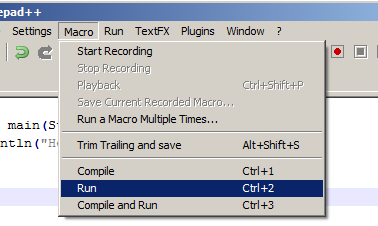 epad++
Settings Macro Run TextFX Plugins Window ?
Start Recording
Stop Recording
Playback Ctrl+Shift+P
Save Current Recorded Macro...
Run a Macro Multiple Times...
Trim Trailing and save Alt+Shift+S
Compile Ctrl+1
Run Ctrl+2
Compile and Run Ctrl+3
main(S
ntln("H